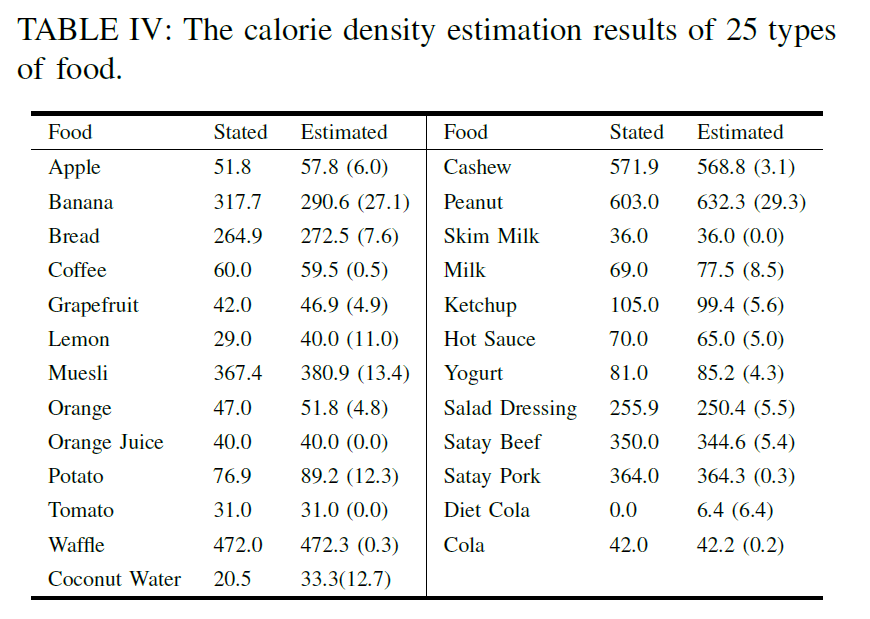 TABLE IV: The calorie density estimation results of 25 types
of food.
Food Stated Estimated Food Stated Estimated
Apple 51.8 57.8 (6.0) Cashew 571.9 568.8 (3.1)
Banana 317.7 290.6 (27.1) Peanut 603.0 632.3 (29.3)
Bread 264.9 272.5 (7.6) Skim Milk 36.0 36.0 (0.0)
Coffee 60.0 59.5 (0.5) Milk 69.0 77.5 (8.5)
Grapefruit 42.0 46.9 (4.9) Ketchup 105.0 99.4 (5.6)
Lemon 29.0 40.0 (11.0) Hot Sauce 70.0 65.0 (5.0)
Muesli 367.4 380.9 (13.4) Yogurt 81.0 85.2 (4.3)
Orange 47.0 51.8 (4.8) Salad Dressing 255.9 250.4 (5.5)
Orange Juice 40.0 40.0 (0.0) Satay Beef 350.0 344.6 (5.4)
Potato 76.9 89.2 (12.3) Satay Pork 364.0 364.3 (0.3)
Tomato 31.0 31.0 (0.0) Diet Cola 0.0 6.4 (6.4)
Waffle 472.0 472.3 (0.3) Cola 42.0 42.2 (0.2)
Coconut Water 20.5 33.3(12.7)